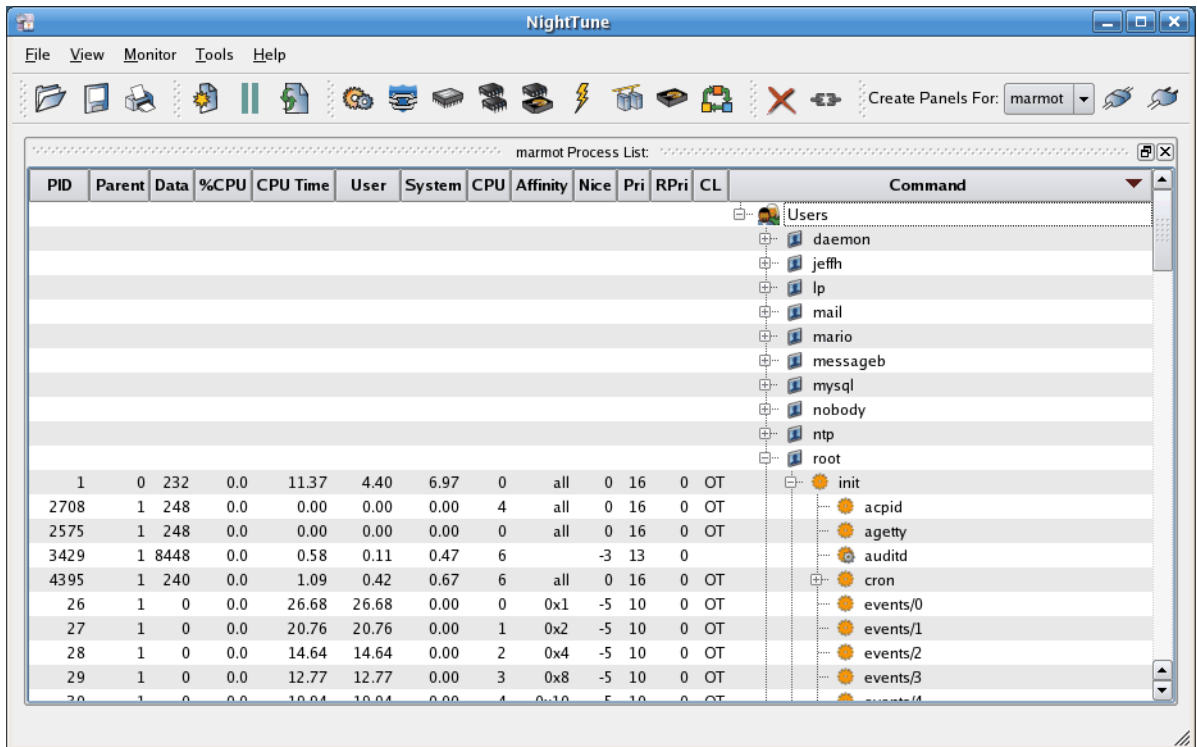 NightTune
File View Monitor Tools Help
Create Panels For: marmot
marmot Process List:
PID Parent Data %CPU CPU Time User System CPU Affinity Nice Pri RPri CL Command
Users
daemon
jeffh
lp
mail
mario
messageb
mysql
nobody
ntp
root
1 0 232 0.0 11.37 4.40 6.97 0 all 0 16 0 OT init
2708 1 248 0.0 0.00 0.00 0.00 4 all 0 16 0 OT acpid
2575 1 248 0.0 0.00 0.00 0.00 0 all 0 16 0 OT agetty
3429 1 8448 0.0 0.58 0.11 0.47 6 -3 13 0 auditd
4395 1 240 0.0 1.09 0.42 0.67 6 all 0 16 0 OT cron
26 1 0 0.0 26.68 26.68 0.00 0 0x1 -5 10 0 OT events/0
27 1 0 0.0 20.76 20.76 0.00 1 0x2 -5 10 0 OT events/1
28 1 0 0.0 14.64 14.64 0.00 2 0x4 -5 10 0 OT events/2
29 1 0 0.0 12.77 12.77 0.00 3 0x8 -5 10 0 OT events/3